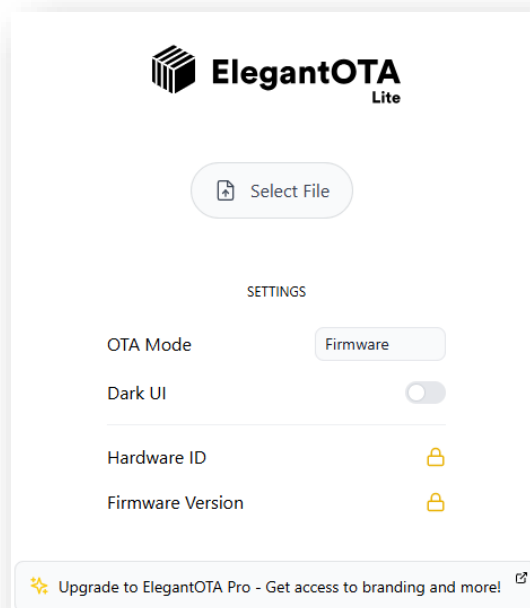 ElegantOTA
Lite
Select File
SETTINGS
OTA Mode Firmware
Dark UI
Hardware ID
Firmware Version
Upgrade to ElegantOTA Pro - Get access to branding and more!